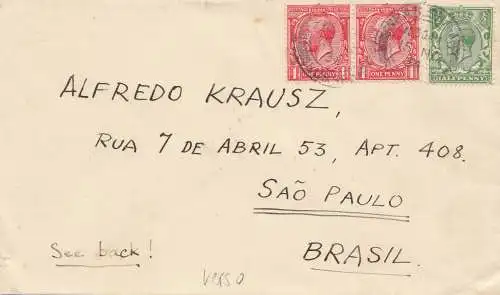 ONE PENNY ONE PENNY HALFPENNY
ALFREDO KRAUSZ,
RUA 7 DE ABRIL 53, APT. 408.
SÃO PAULO
BRASIL.
See back!
verso